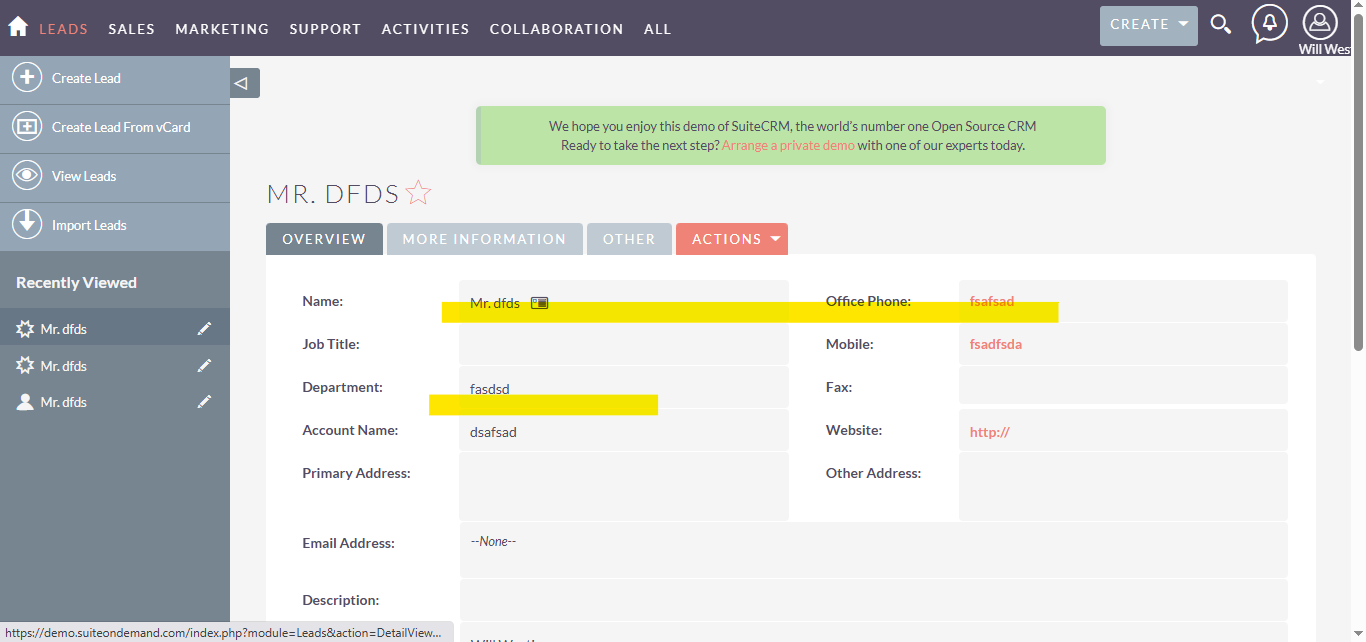 LEADS SALES MARKETING SUPPORT ACTIVITIES COLLABORATION ALL CREATE
Will Wes
Create Lead
Create Lead From vCard
View Leads
Import Leads
Recently Viewed
Mr. dfds
Mr. dfds
Mr. dfds
We hope you enjoy this demo of SuiteCRM, the world's number one Open Source CRM
Ready to take the next step? Arrange a private demo with one of our experts today.
MR. DFDS
OVERVIEW MORE INFORMATION OTHER ACTIONS
Name: Mr. dfds Office Phone: fsafsad
Job Title: Mobile: fsadfsda
Department: fasdsd Fax:
Account Name: dsafsad Website: http://
Primary Address: Other Address:
Email Address: --None--
Description:
https://demo.suiteondemand.com/index.php?module=Leads&action=DetailView...